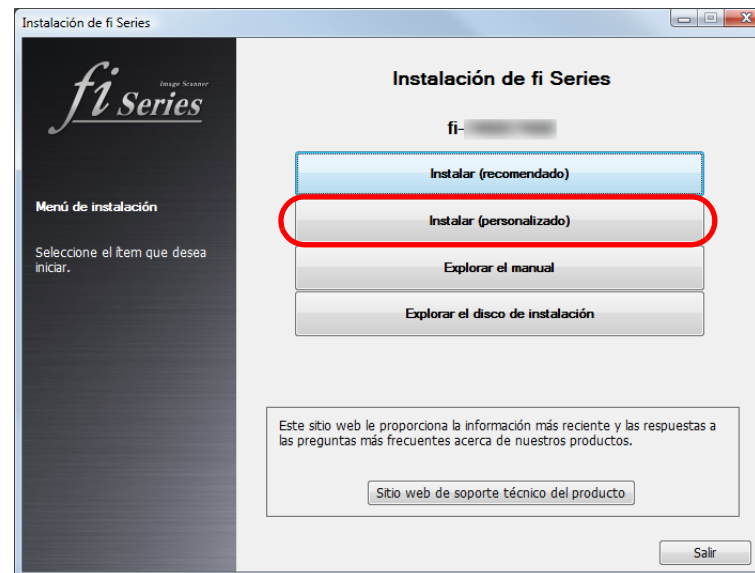 Instalación de fi Series
fi Series
Image Scanner
Menú de instalación
Seleccione el ítem que desea
iniciar.
Instalación de fi Series
fi-
Instalar (recomendado)
Instalar (personalizado)
Explorar el manual
Explorar el disco de instalación
Este sitio web le proporciona la información más reciente y las respuestas a
las preguntas más frecuentes acerca de nuestros productos.
Sitio web de soporte técnico del producto
Salir